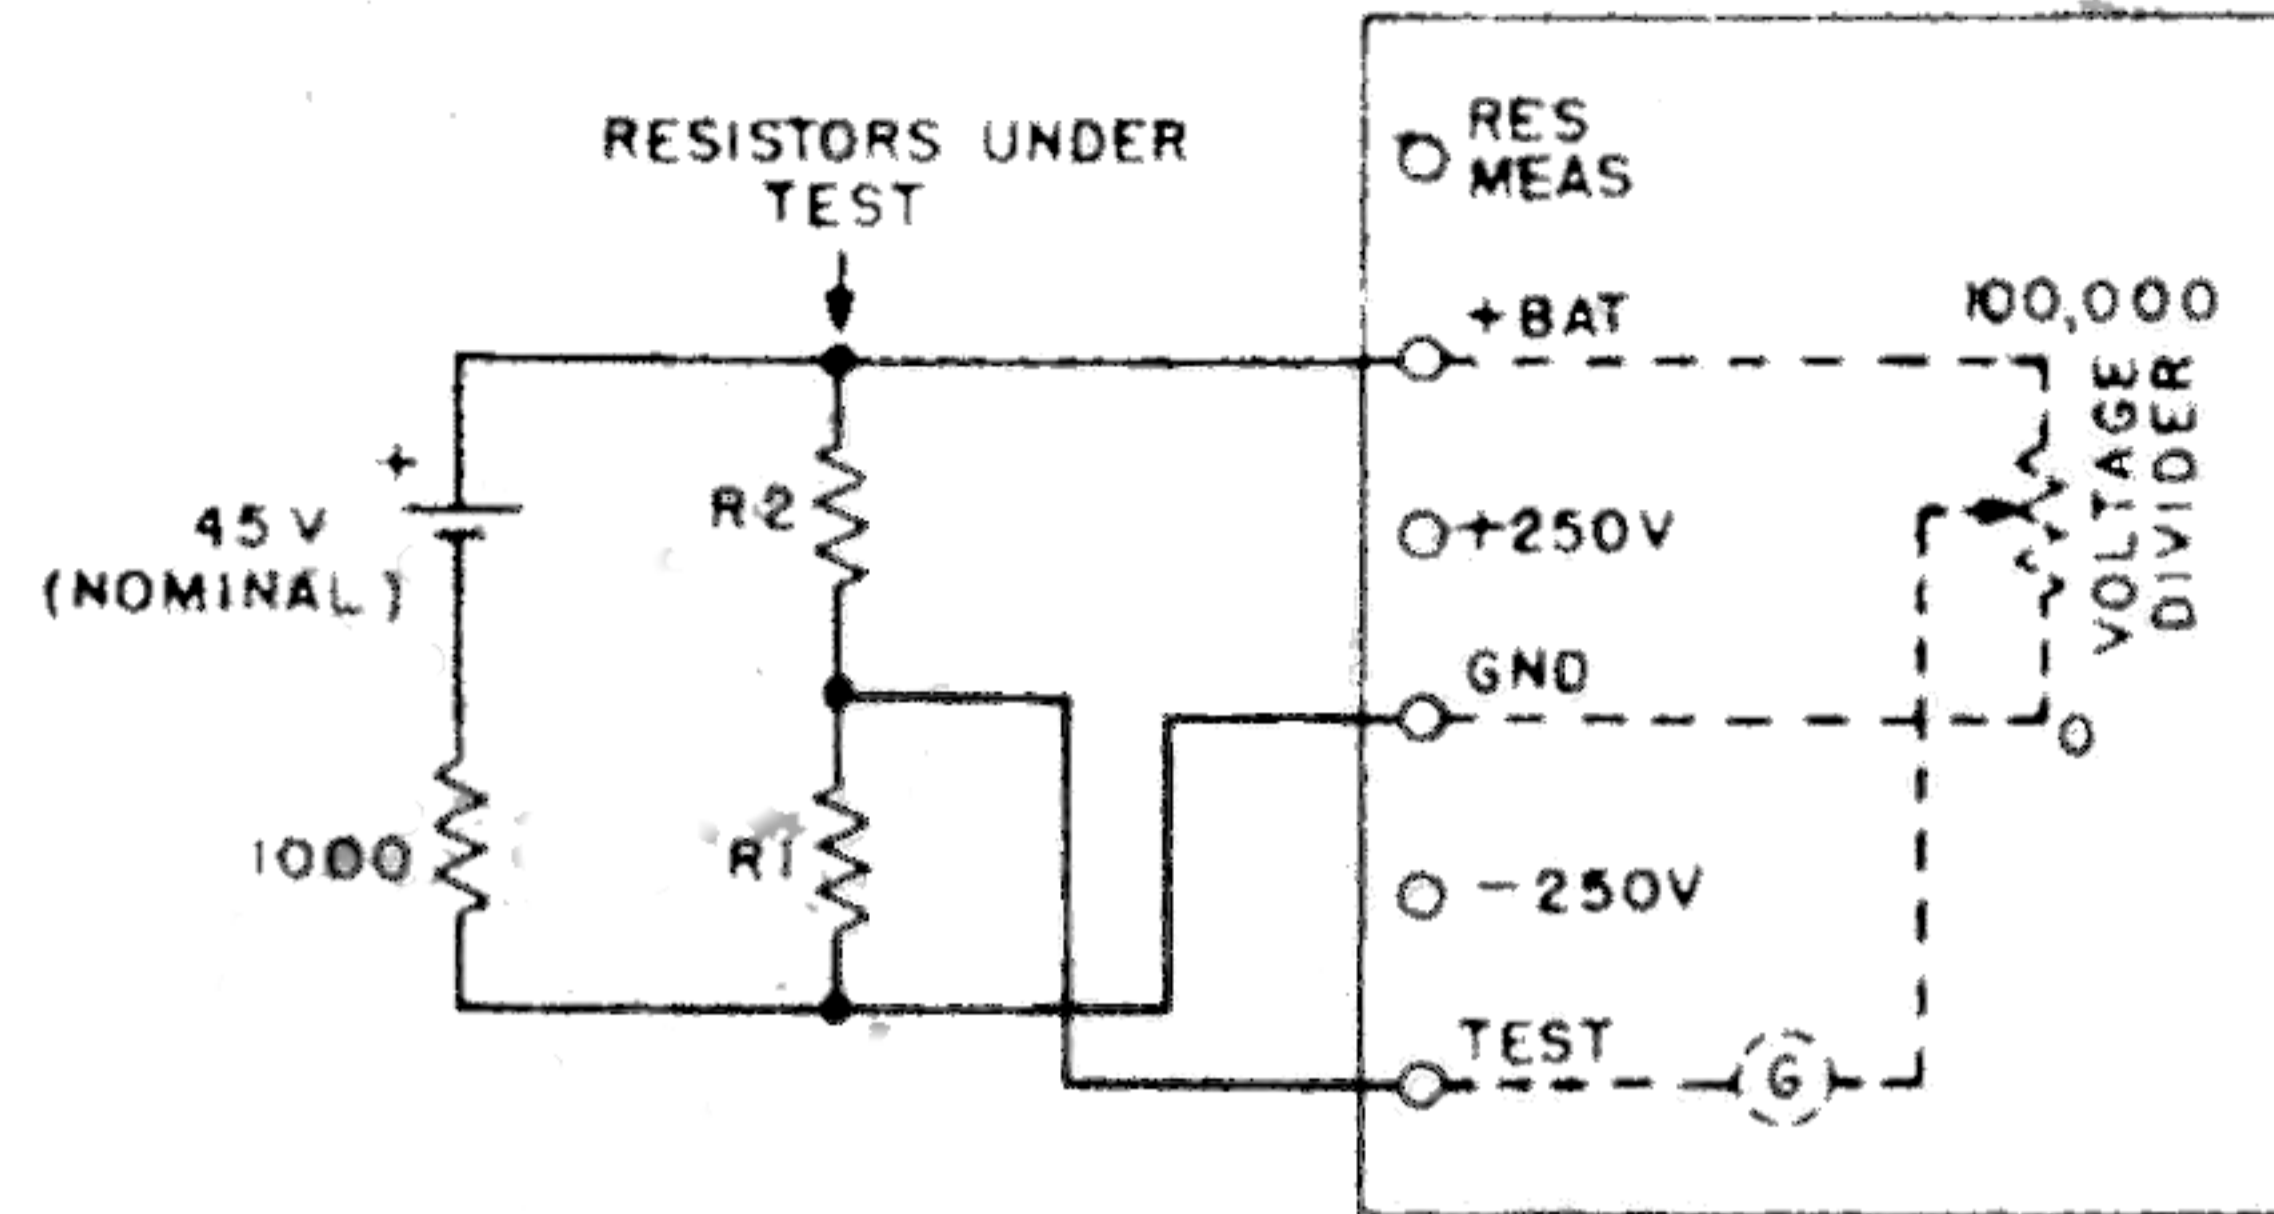 RESISTORS UNDER
TEST
45 V
(NOMINAL)
+
1000
R2
R1
RES
MEAS
+BAT
+250V
GND
-250V
TEST
G
100,000
VOLTAGE
DIVIDER
0